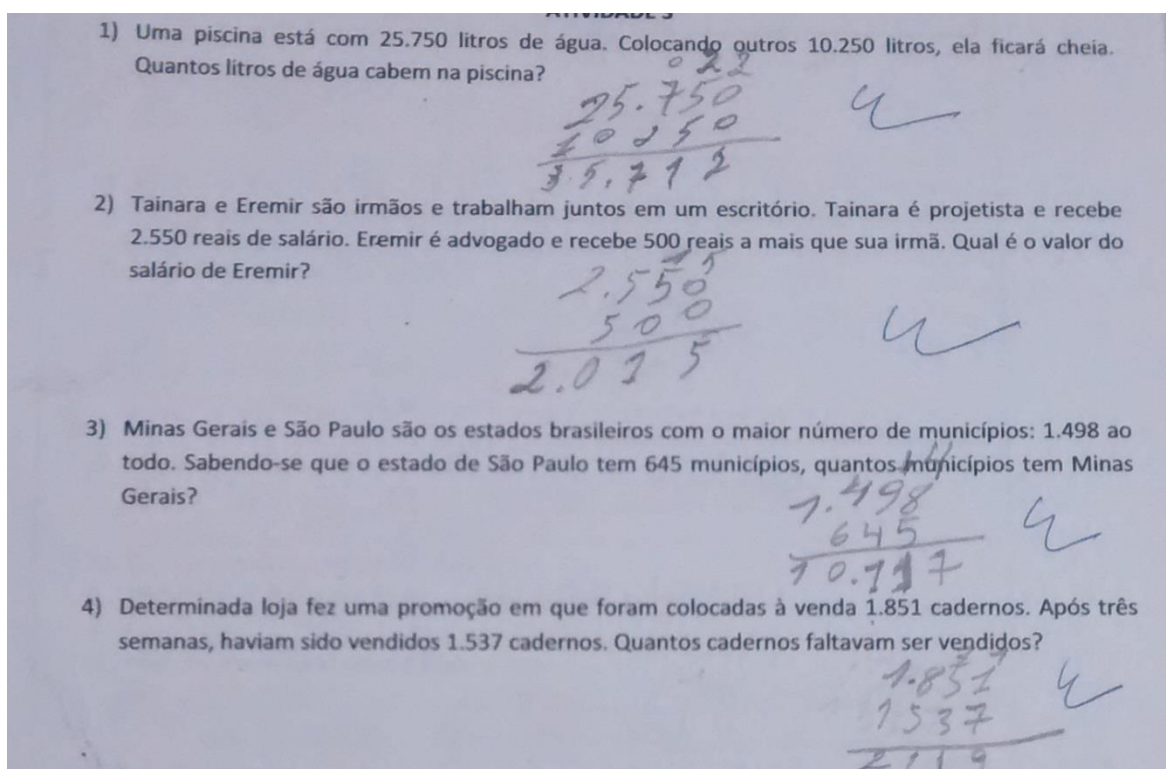 1) Uma piscina está com 25.750 litros de água. Colocando outros 10.250 litros, ela ficará cheia.
Quantos litros de água cabem na piscina?
0 2 2
25.750
10250
35.712
2) Tainara e Eremir são irmãos e trabalham juntos em um escritório. Tainara é projetista e recebe
2.550 reais de salário. Eremir é advogado e recebe 500 reais a mais que sua irmã. Qual é o valor do
salário de Eremir?
1 5
2.550
500
2.015
3) Minas Gerais e São Paulo são os estados brasileiros com o maior número de municípios: 1.498 ao
todo. Sabendo-se que o estado de São Paulo tem 645 municípios, quantos municípios tem Minas
Gerais?
1.498
645
10.117
4) Determinada loja fez uma promoção em que foram colocadas à venda 1.851 cadernos. Após três
semanas, haviam sido vendidos 1.537 cadernos. Quantos cadernos faltavam ser vendidos?
1.851
1537